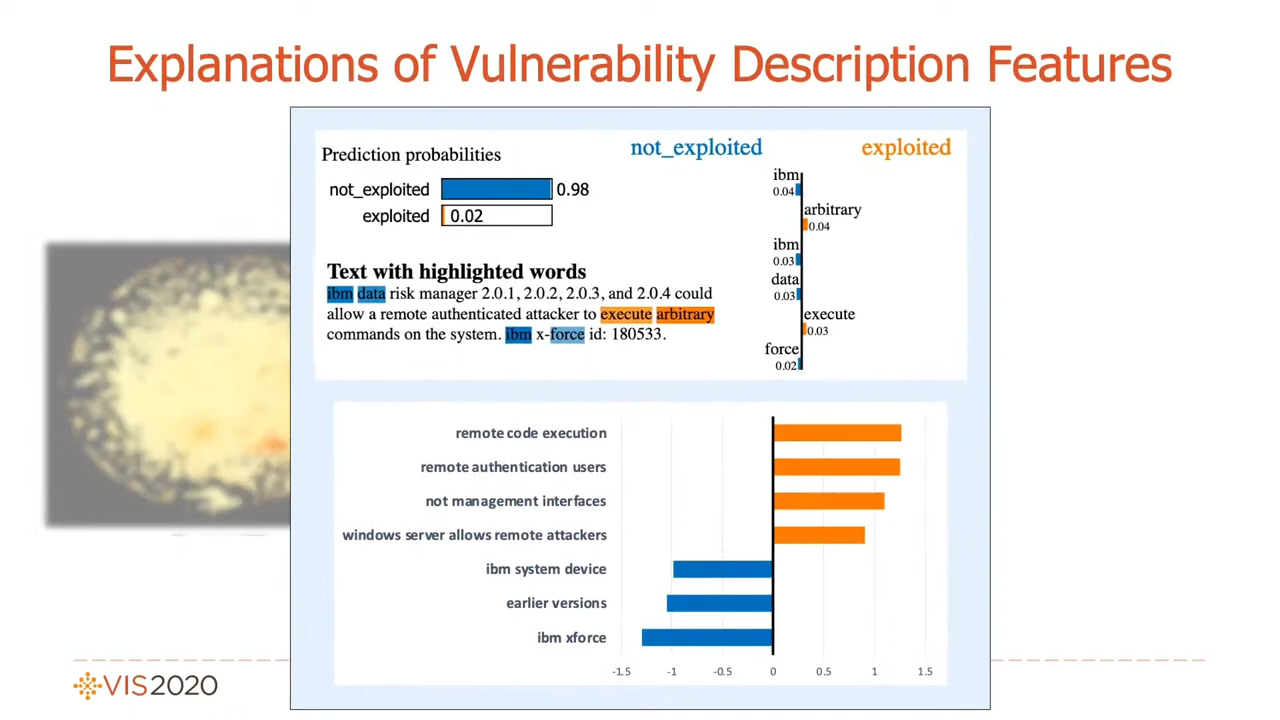 Explanations of Vulnerability Description Features
Prediction probabilities
not_exploited 0.98
exploited 0.02
Text with highlighted words
ibm data risk manager 2.0.1, 2.0.2, 2.0.3, and 2.0.4 could
allow a remote authenticated attacker to execute arbitrary
commands on the system. ibm x-force id: 180533.
not_exploited exploited
ibm
0.04
arbitrary
0.04
ibm
0.03
data
0.03
execute
0.03
force
0.02
remote code execution
remote authentication users
not management interfaces
windows server allows remote attackers
ibm system device
earlier versions
ibm xforce
-1.5 -1 -0.5 0 0.5 1 1.5
VIS2020